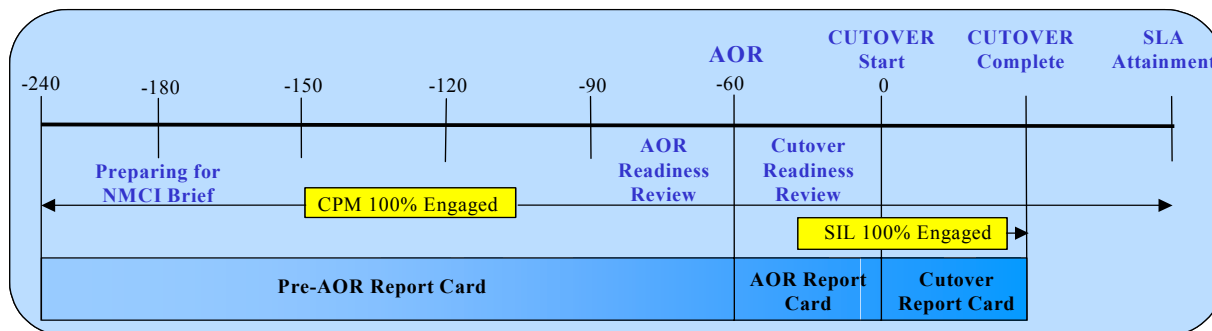 AOR
CUTOVER
Start
CUTOVER
Complete
SLA
Attainment
-240
-180
-150
-120
-90
-60
0
Preparing for
NMCI Brief
AOR
Readiness
Review
Cutover
Readiness
Review
CPM 100% Engaged
SIL 100% Engaged
Pre-AOR Report Card
AOR Report
Card
Cutover
Report Card